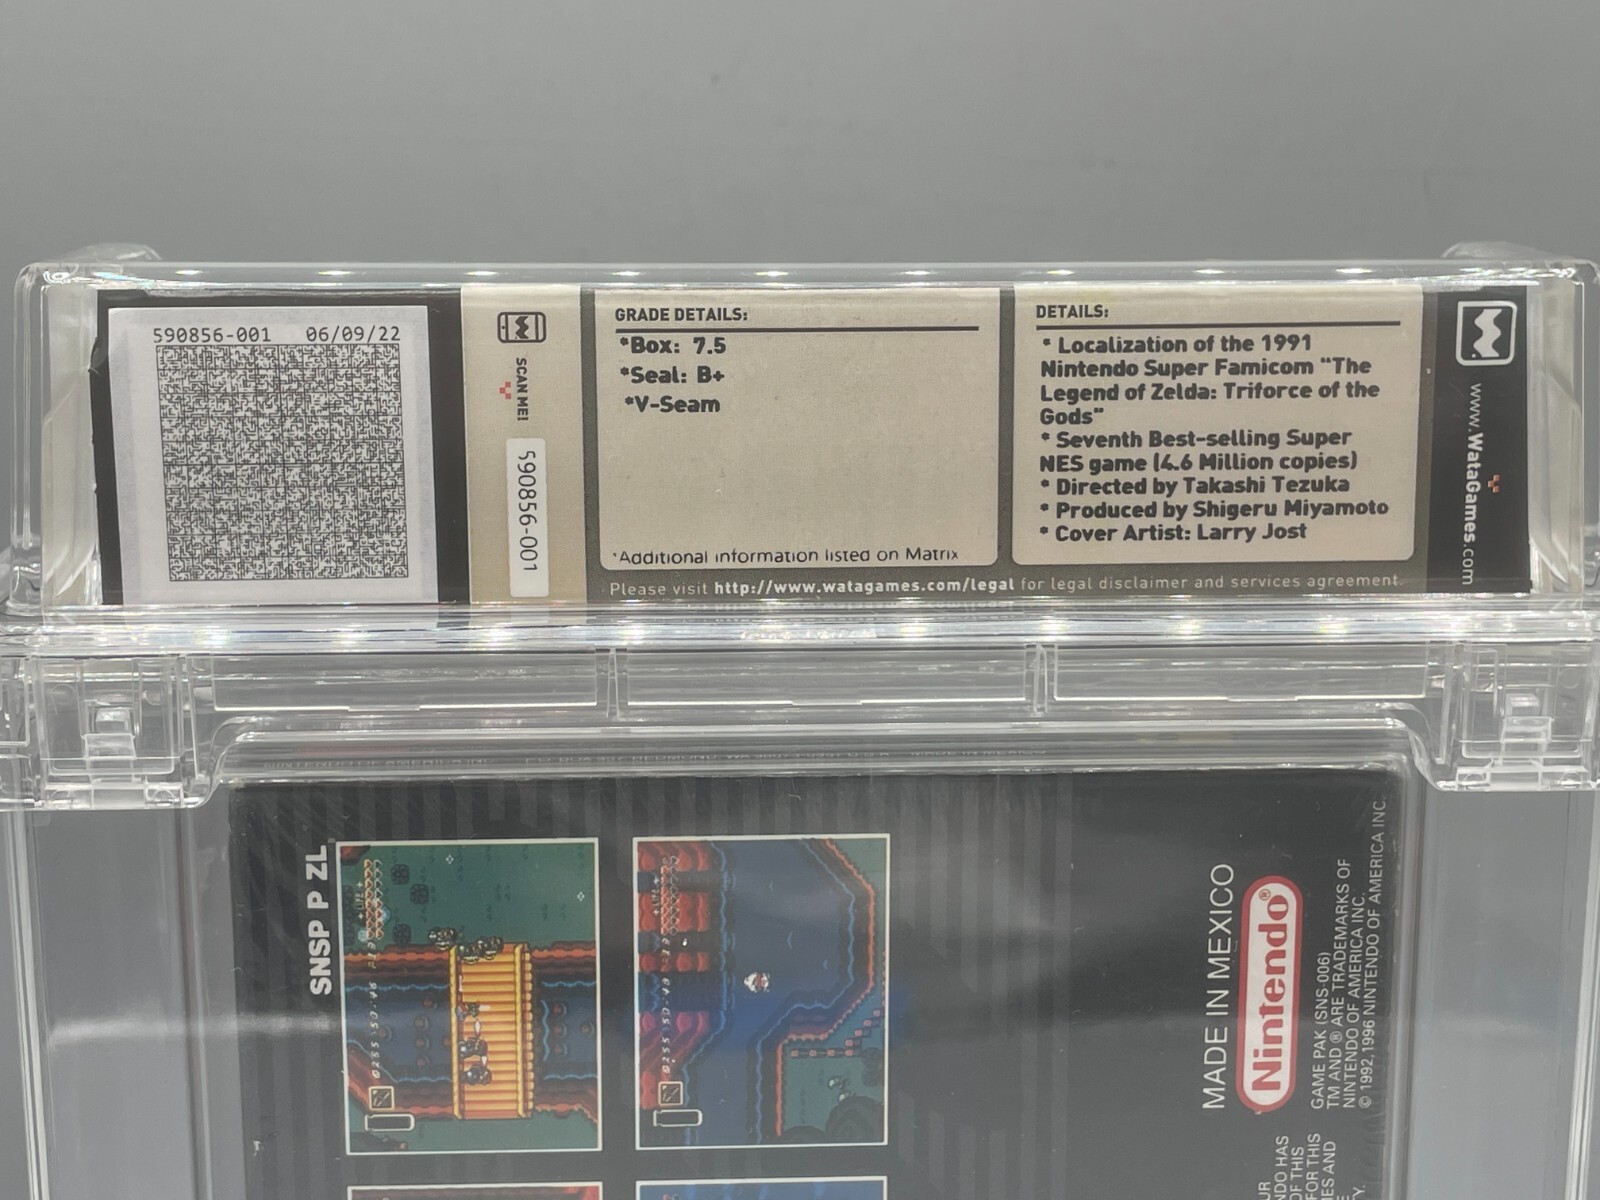 590856-001 06/09/22
SCAN ME!
590856-001
GRADE DETAILS:
*Box: 7.5
*Seal: B+
*V-Seam
*Additional information listed on Matrix
DETAILS:
* Localization of the 1991
Nintendo Super Famicom "The
Legend of Zelda: Triforce of the
Gods"
* Seventh Best-selling Super
NES game (4.6 Million copies)
* Directed by Takashi Tezuka
* Produced by Shigeru Miyamoto
* Cover Artist: Larry Jost
Please visit http://www.watagames.com/legal for legal disclaimer and services agreement.
www.WataGames.com
SNSP P ZL
MADE IN MEXICO
Nintendo®
GAME PAK (SNS-006)
TM AND ® ARE TRADEMARKS OF
NINTENDO OF AMERICA INC.
© 1992,1996 NINTENDO OF AMERICA INC.